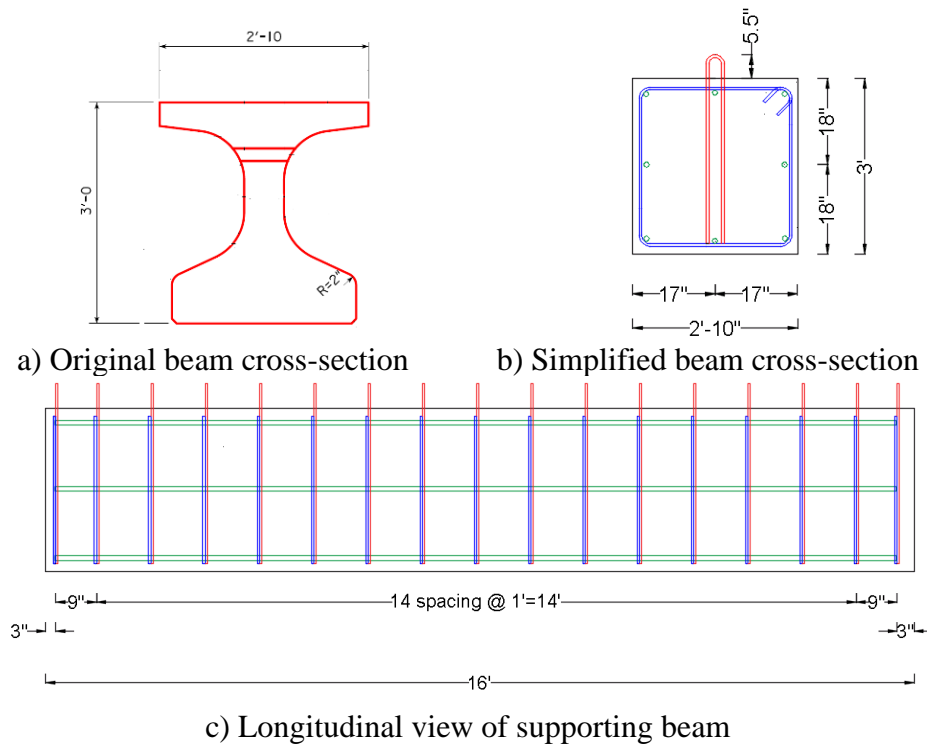 2'-10
3'-0
R=2"
a) Original beam cross-section
5.5"
18"
18"
3'
17"
17"
2'-10"
b) Simplified beam cross-section
9"
14 spacing @ 1'=14'
9"
3"
3"
16'
c) Longitudinal view of supporting beam